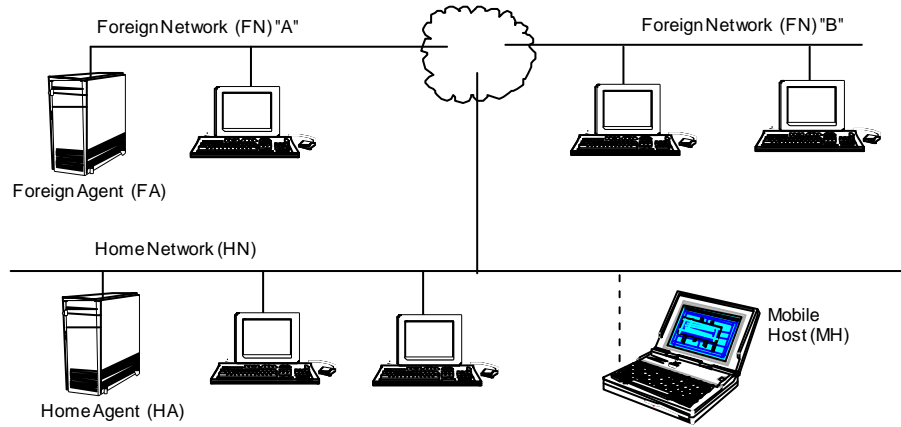 Foreign Network (FN) "A"
Foreign Network (FN) "B"
Foreign Agent (FA)
Home Network (HN)
Mobile
Host (MH)
Home Agent (HA)